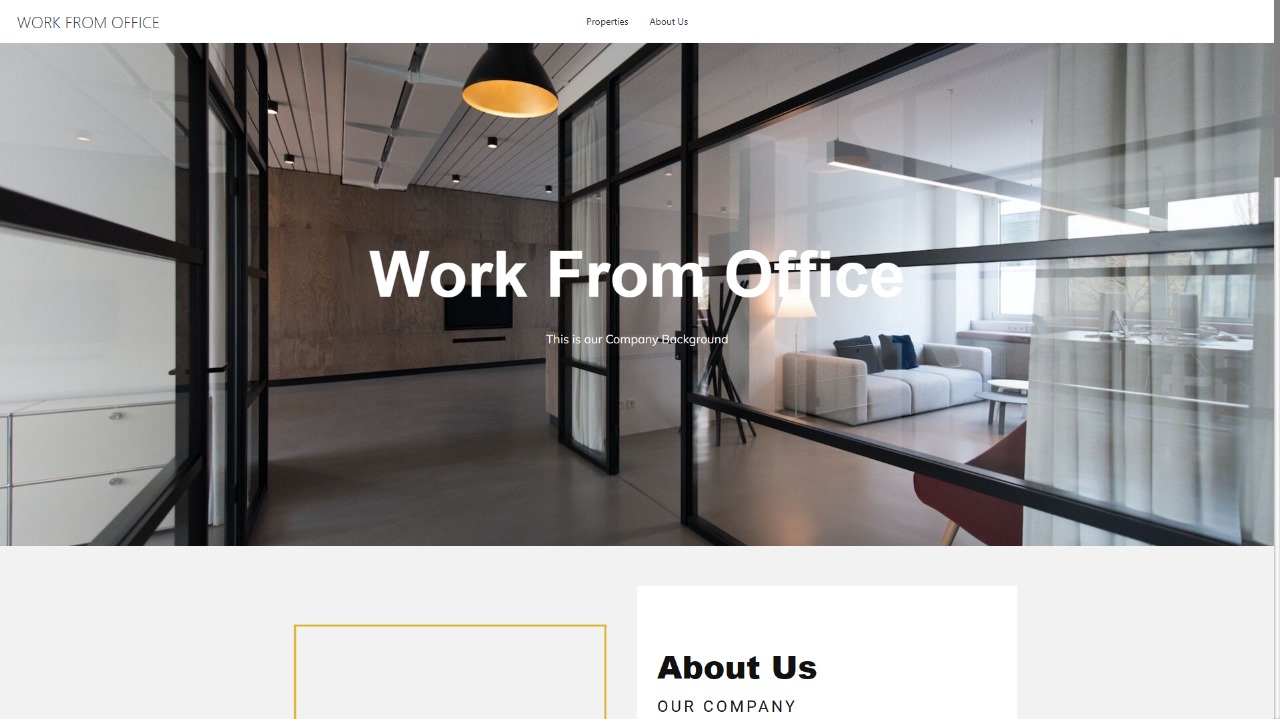 WORK FROM OFFICE
Properties
About Us
Work From Office
This is our Company Background
About Us
OUR COMPANY